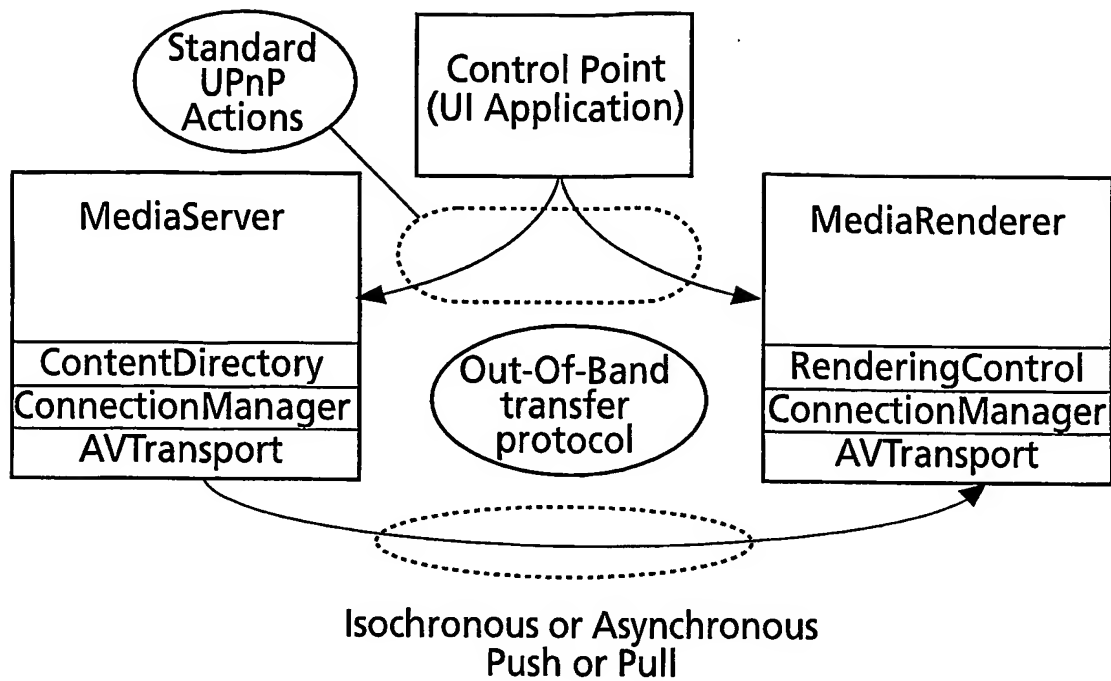 Standard
UPnP
Actions
Control Point
(UI Application)
MediaServer
ContentDirectory
ConnectionManager
AVTransport
MediaRenderer
RenderingControl
ConnectionManager
AVTransport
Out-Of-Band
transfer
protocol
Isochronous or Asynchronous
Push or Pull